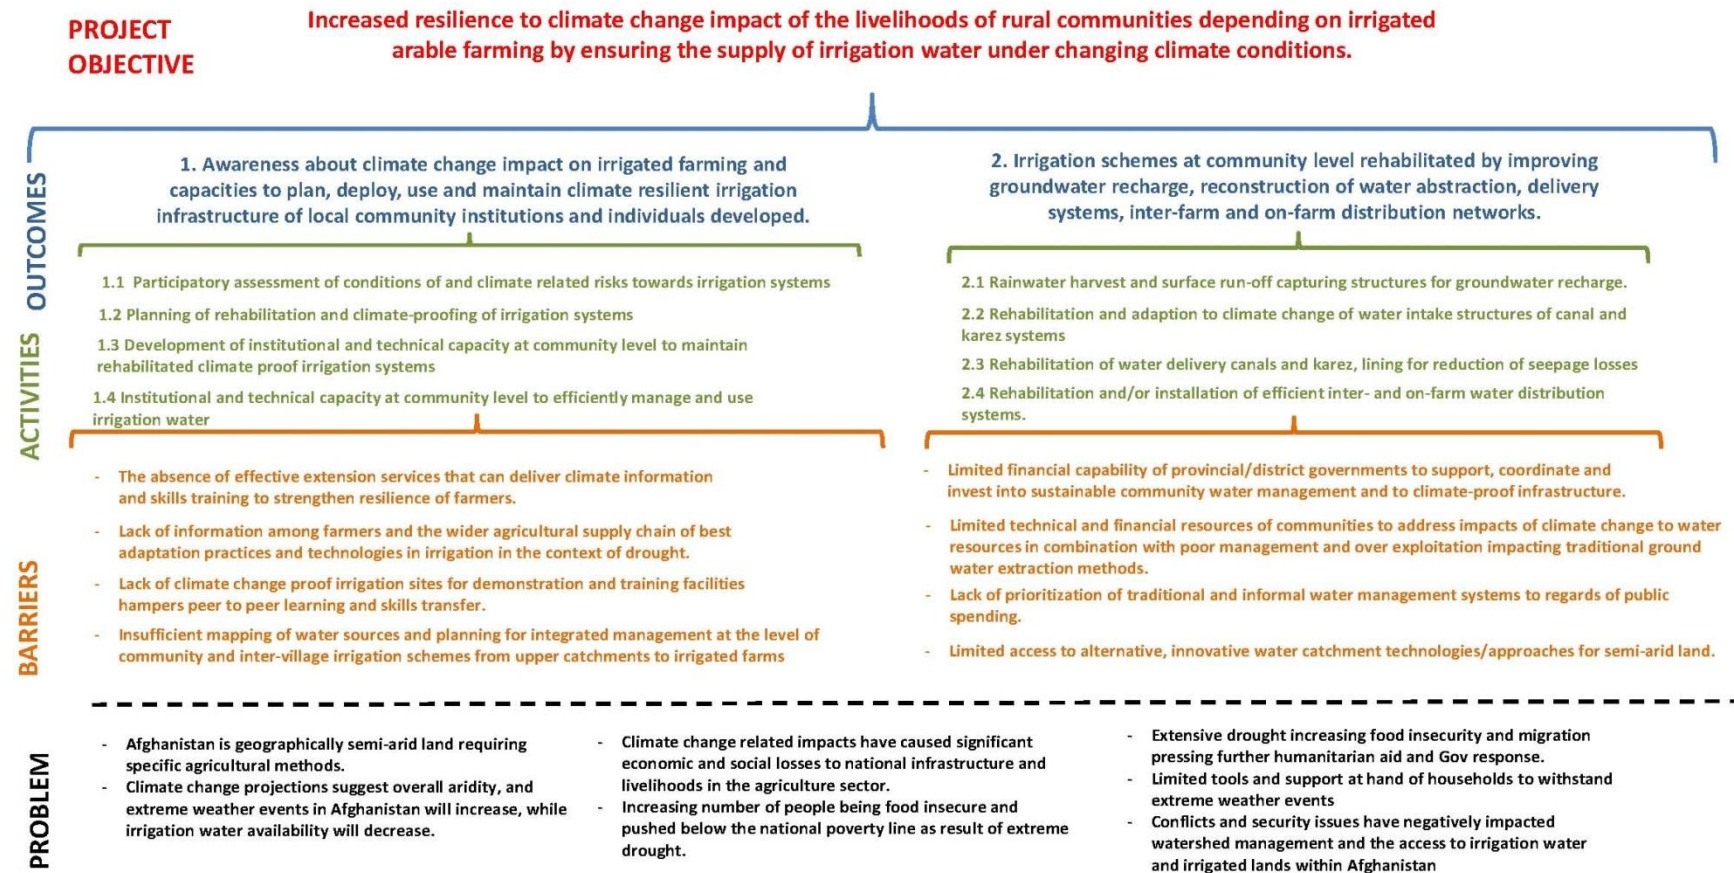 PROJECT
OBJECTIVE
Increased resilience to climate change impact of the livelihoods of rural communities depending on irrigated
arable farming by ensuring the supply of irrigation water under changing climate conditions.
OUTCOMES
1. Awareness about climate change impact on irrigated farming and
capacities to plan, deploy, use and maintain climate resilient irrigation
infrastructure of local community institutions and individuals developed.
2. Irrigation schemes at community level rehabilitated by improving
groundwater recharge, reconstruction of water abstraction, delivery
systems, inter-farm and on-farm distribution networks.
ACTIVITIES
1.1 Participatory assessment of conditions of and climate related risks towards irrigation systems
1.2 Planning of rehabilitation and climate-proofing of irrigation systems
1.3 Development of institutional and technical capacity at community level to maintain
rehabilitated climate proof irrigation systems
1.4 Institutional and technical capacity at community level to efficiently manage and use
irrigation water
2.1 Rainwater harvest and surface run-off capturing structures for groundwater recharge.
2.2 Rehabilitation and adaption to climate change of water intake structures of canal and
karez systems
2.3 Rehabilitation of water delivery canals and karez, lining for reduction of seepage losses
2.4 Rehabilitation and/or installation of efficient inter- and on-farm water distribution
systems.
BARRIERS
- The absence of effective extension services that can deliver climate information
and skills training to strengthen resilience of farmers.
- Lack of information among farmers and the wider agricultural supply chain of best
adaptation practices and technologies in irrigation in the context of drought.
- Lack of climate change proof irrigation sites for demonstration and training facilities
hampers peer to peer learning and skills transfer.
- Insufficient mapping of water sources and planning for integrated management at the level of
community and inter-village irrigation schemes from upper catchments to irrigated farms
- Limited financial capability of provincial/district governments to support, coordinate and
invest into sustainable community water management and to climate-proof infrastructure.
- Limited technical and financial resources of communities to address impacts of climate change to water
resources in combination with poor management and over exploitation impacting traditional ground
water extraction methods.
- Lack of prioritization of traditional and informal water management systems to regards of public
spending.
- Limited access to alternative, innovative water catchment technologies/approaches for semi-arid land.
PROBLEM
- Afghanistan is geographically semi-arid land requiring
specific agricultural methods.
- Climate change projections suggest overall aridity, and
extreme weather events in Afghanistan will increase, while
irrigation water availability will decrease.
- Climate change related impacts have caused significant
economic and social losses to national infrastructure and
livelihoods in the agriculture sector.
- Increasing number of people being food insecure and
pushed below the national poverty line as result of extreme
drought.
- Extensive drought increasing food insecurity and migration
pressing further humanitarian aid and Gov response.
- Limited tools and support at hand of households to withstand
extreme weather events
- Conflicts and security issues have negatively impacted
watershed management and the access to irrigation water
and irrigated lands within Afghanistan